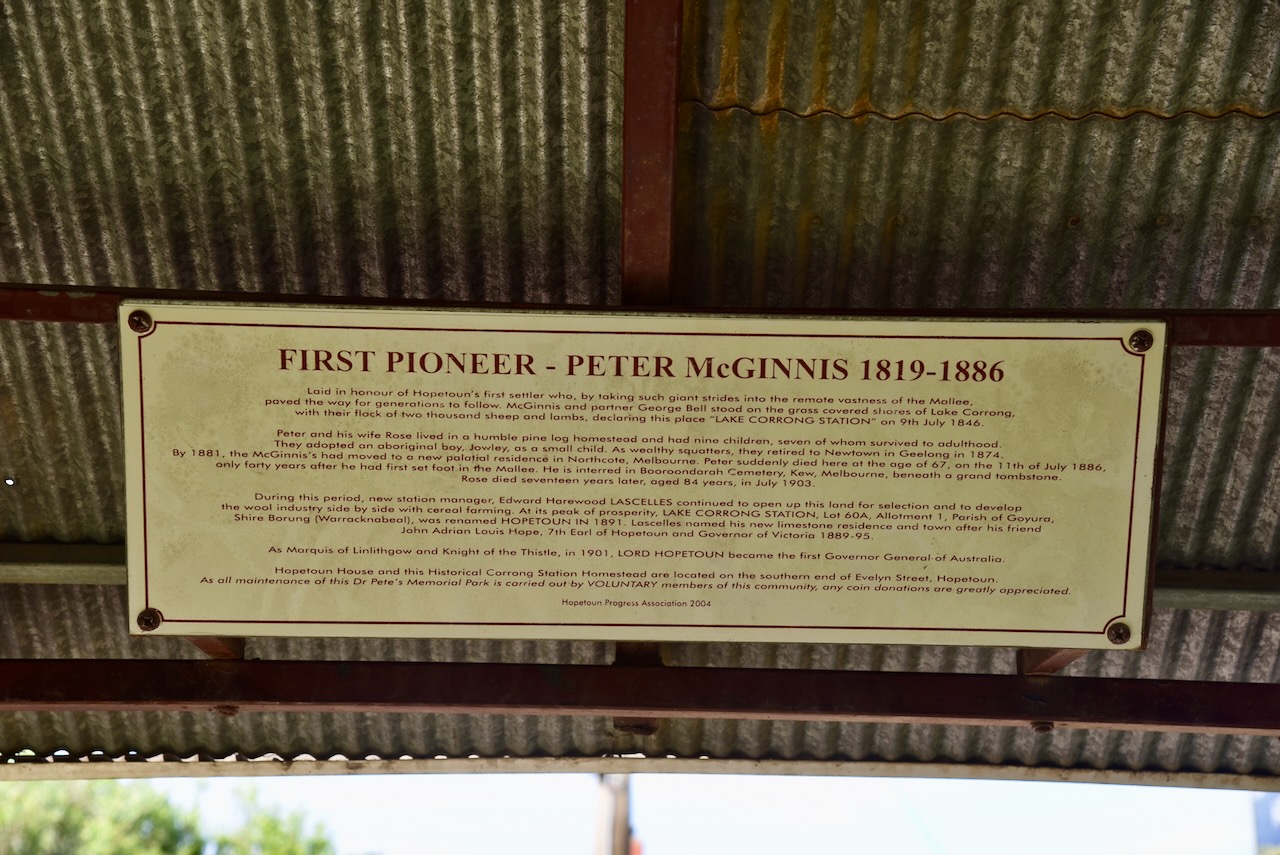 FIRST PIONEER - PETER McGINNIS 1819-1886
Laid in honour of Hopetoun's first settler who, by taking such giant strides into the remote vastness of the Mallee,
paved the way for generations to follow. McGinnis and partner George Bell stood on the grass covered shores of Lake Corrong,
with their flock of two thousand sheep and lambs, declaring this place "LAKE CORRONG STATION" on 9th July 1846.
Peter and his wife Rose lived in a humble pine log homestead and had nine children, seven of whom survived to adulthood.
They adopted an aboriginal boy, Jowley, as a small child. As wealthy squatters, they retired to Newtown in Geelong in 1874.
By 1881, the McGinnis's had moved to a new palatial residence in Northcote, Melbourne. Peter suddenly died here at the age of 67, on the 11th of July 1886,
only forty years after he had first set foot in the Mallee. He is interred in Booroondarah Cemetery, Kew, Melbourne, beneath a grand tombstone.
Rose died seventeen years later, aged 84 years, in July 1903.
During this period, new station manager, Edward Harewood LASCELLES continued to open up this land for selection and to develop
the wool industry side by side with cereal farming. At its peak of prosperity, LAKE CORRONG STATION, Lot 60A, Allotment 1, Parish of Goyura,
Shire Borung (Warracknabeal), was renamed HOPETOUN IN 1891. Lascelles named his new limestone residence and town after his friend
John Adrian Louis Hope, 7th Earl of Hopetoun and Governor of Victoria 1889-95.
As Marquis of Linlithgow and Knight of the Thistle, in 1901, LORD HOPETOUN became the first Governor General of Australia.
Hopetoun House and this Historical Corrong Station Homestead are located on the southern end of Evelyn Street, Hopetoun.
As all maintenance of this Dr Pete's Memorial Park is carried out by VOLUNTARY members of this community, any coin donations are greatly appreciated.
Hopetoun Progress Association 2004